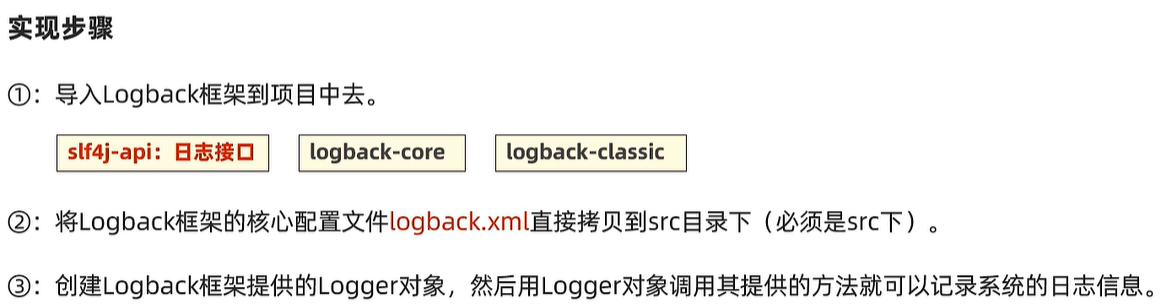 实现步骤
①：导入Logback框架到项目中去。
slf4j-api：日志接口 logback-core logback-classic
②：将Logback框架的核心配置文件logback.xml直接拷贝到src目录下（必须是src下）。
③：创建Logback框架提供的Logger对象，然后用Logger对象调用其提供的方法就可以记录系统的日志信息。